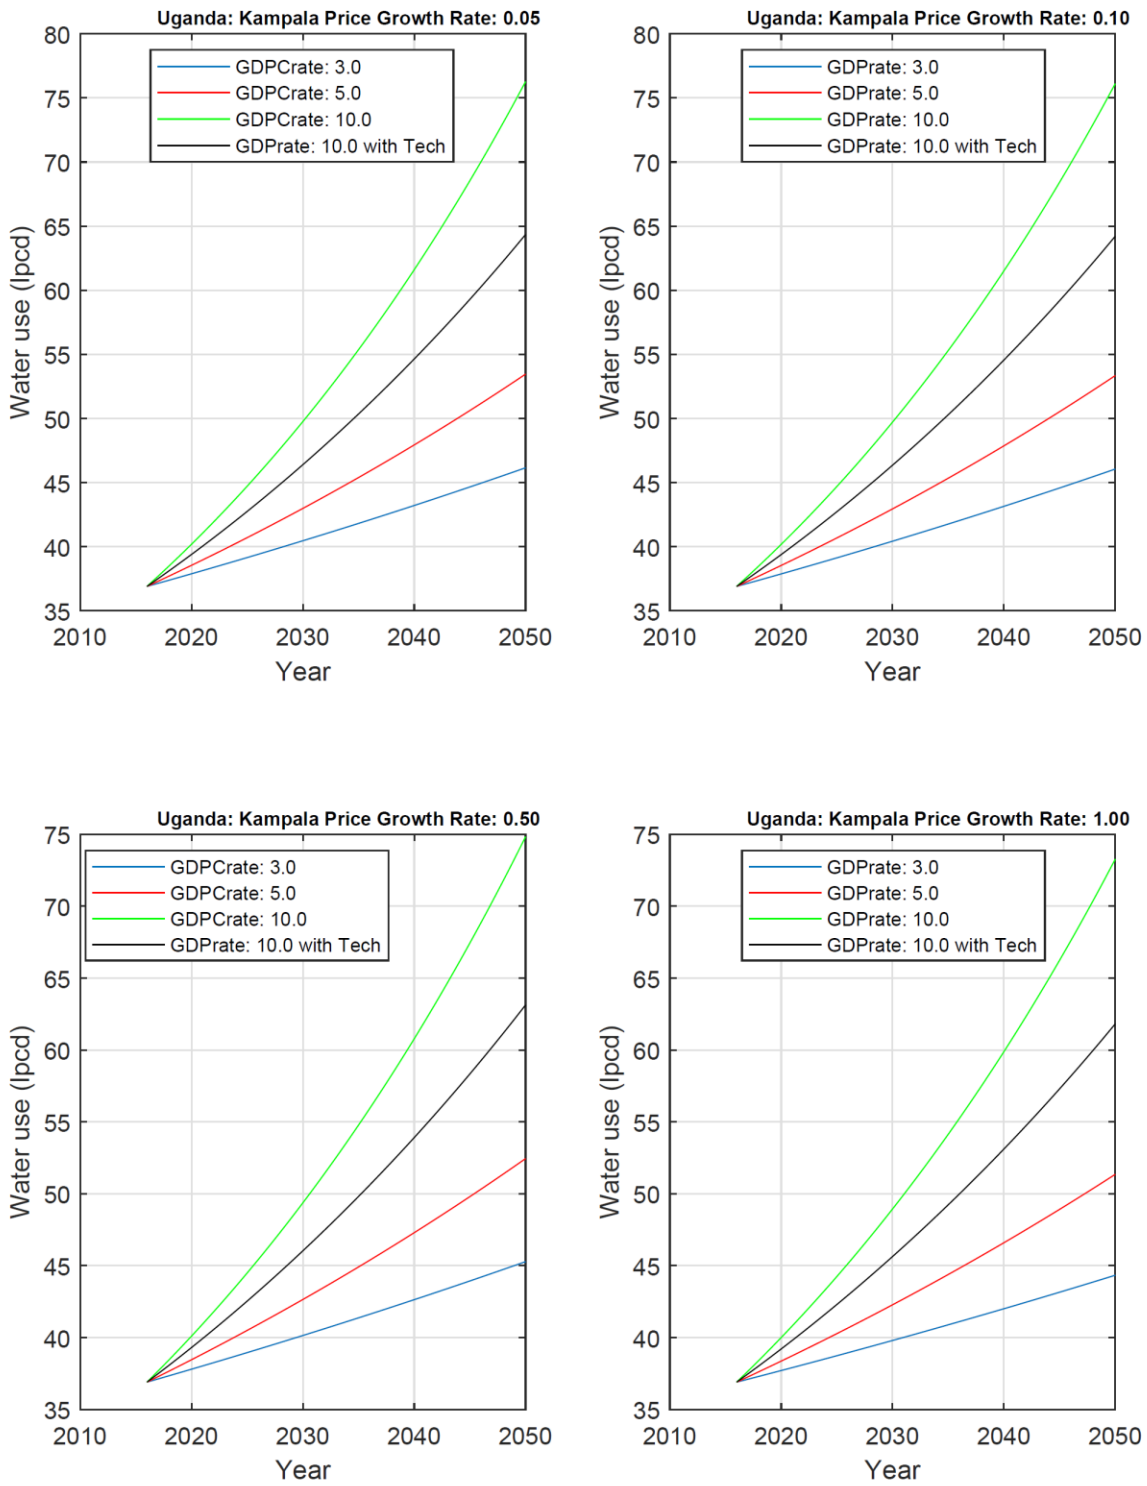 Uganda: Kampala Price Growth Rate: 0.05
GDPCrate: 3.0
GDPCrate: 5.0
GDPCrate: 10.0
GDPrate: 10.0 with Tech
80
75
70
65
60
55
50
45
40
35
Water use (lpcd)
2010 2020 2030 2040 2050
Year
Uganda: Kampala Price Growth Rate: 0.10
GDPrate: 3.0
GDPrate: 5.0
GDPrate: 10.0
GDPrate: 10.0 with Tech
80
75
70
65
60
55
50
45
40
35
Water use (lpcd)
2010 2020 2030 2040 2050
Year
Uganda: Kampala Price Growth Rate: 0.50
GDPCrate: 3.0
GDPCrate: 5.0
GDPCrate: 10.0
GDPrate: 10.0 with Tech
75
70
65
60
55
50
45
40
35
Water use (lpcd)
2010 2020 2030 2040 2050
Year
Uganda: Kampala Price Growth Rate: 1.00
GDPrate: 3.0
GDPrate: 5.0
GDPrate: 10.0
GDPrate: 10.0 with Tech
75
70
65
60
55
50
45
40
35
Water use (lpcd)
2010 2020 2030 2040 2050
Year